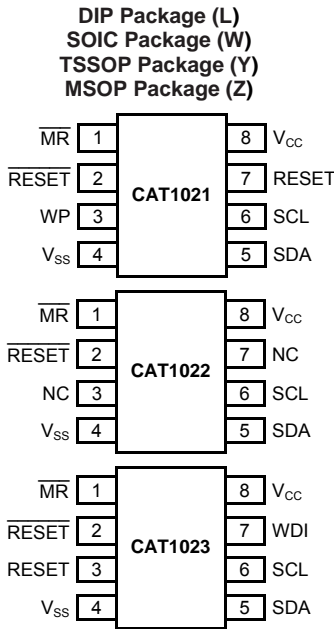 DIP Package (L)
SOIC Package (W)
TSSOP Package (Y)
MSOP Package (Z)
MR 1 8 VCC
RESET 2 7 RESET
CAT1021
WP 3 6 SCL
VSS 4 5 SDA
MR 1 8 VCC
RESET 2 7 NC
CAT1022
NC 3 6 SCL
VSS 4 5 SDA
MR 1 8 VCC
RESET 2 7 WDI
CAT1023
RESET 3 6 SCL
VSS 4 5 SDA